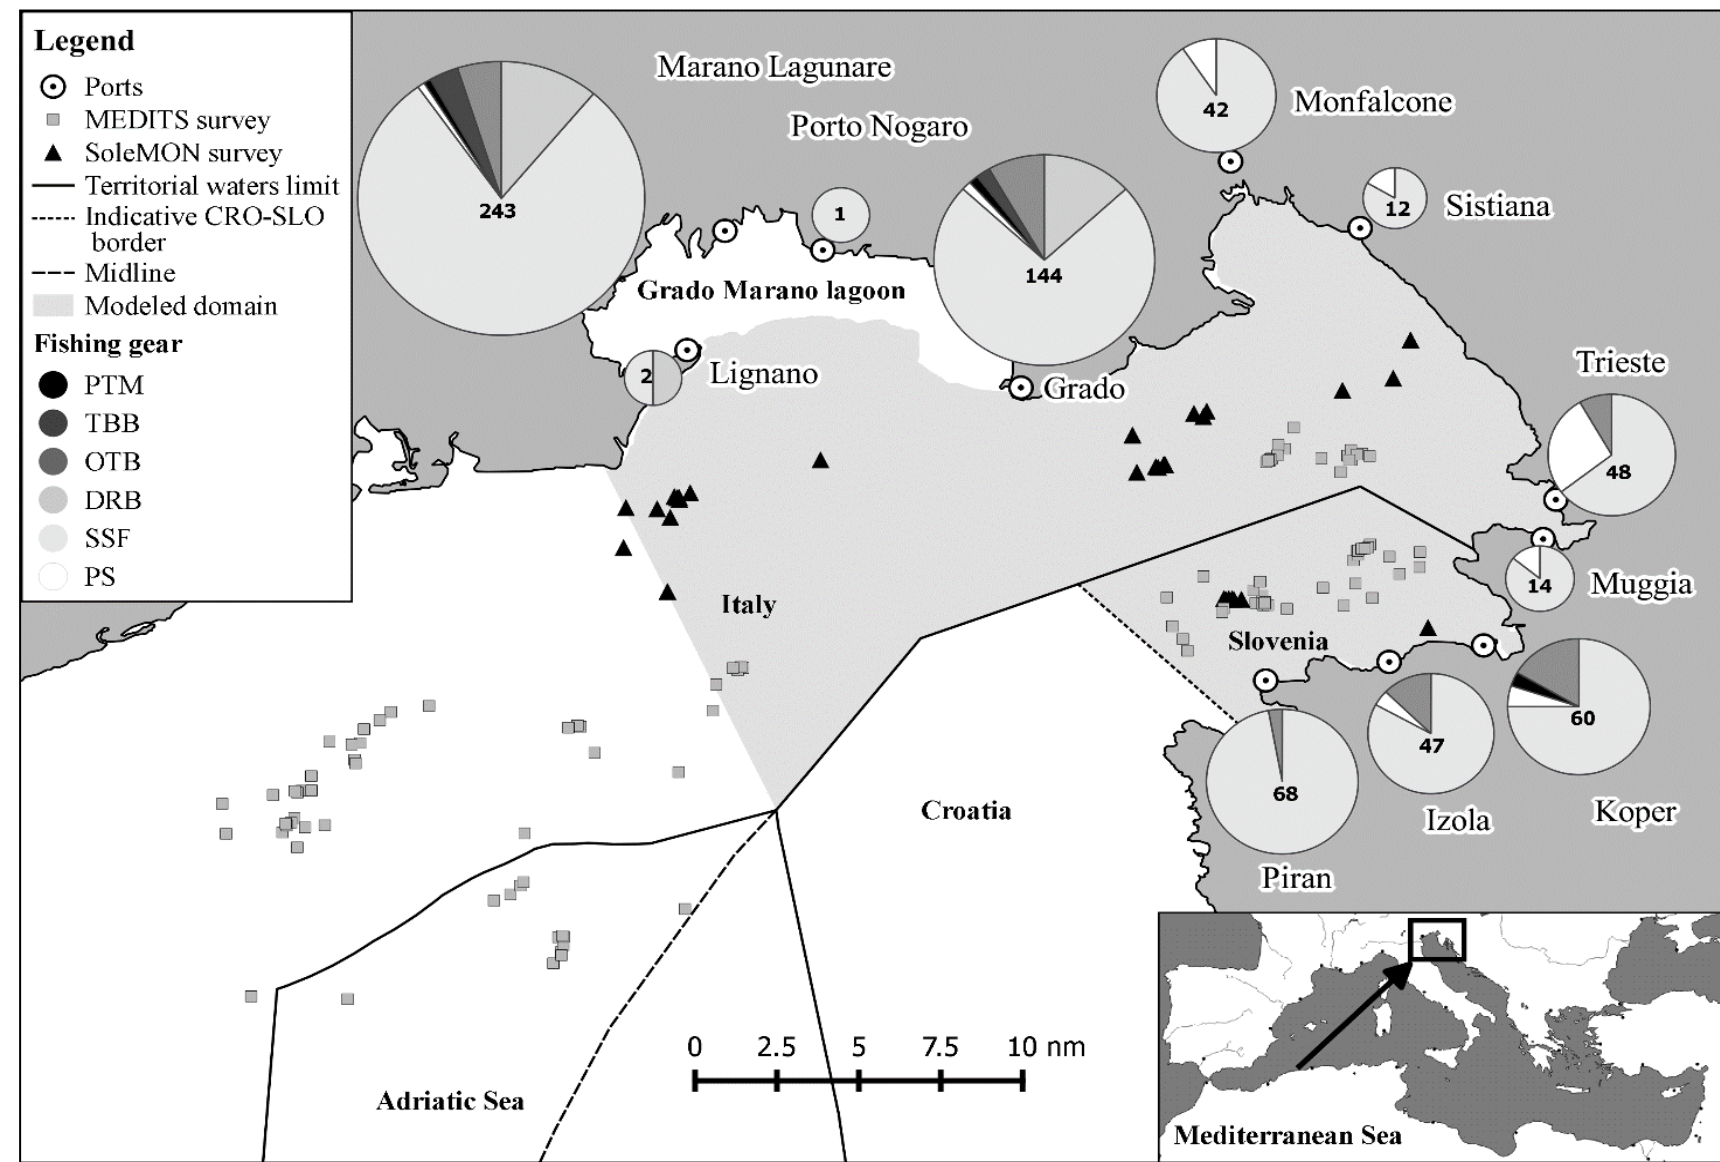 Legend
Ports
MEDITS survey
SoleMON survey
Territorial waters limit
Indicative CRO-SLO
border
Midline
Modeled domain
Fishing gear
PTM
TBB
OTB
DRB
SSF
PS
Marano Lagunare
243
Porto Nogaro
1
Monfalcone
42
Sistiana
12
Grado Marano lagoon
144
Lignano
2
Grado
Trieste
48
Muggia
14
Italy
Slovenia
Koper
60
Izola
47
Piran
68
Croatia
Adriatic Sea
0 2.5 5 7.5 10 nm
Mediterranean Sea